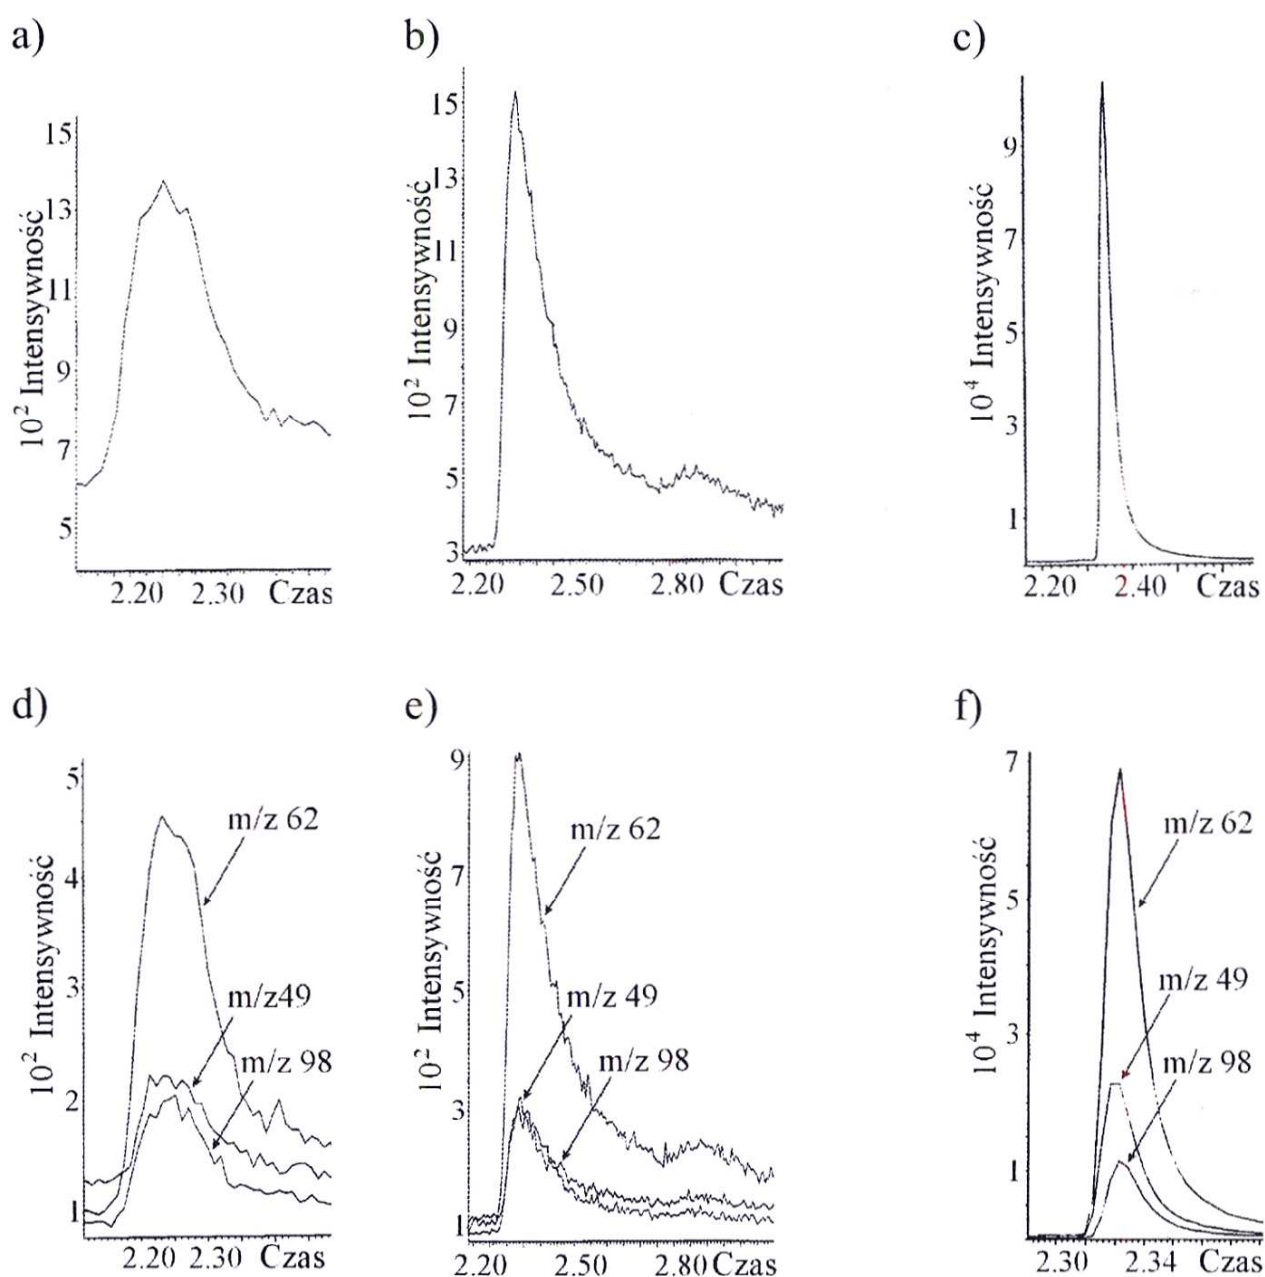 a)
15
13
11
9
7
5
10² Intensywność
2.20 2.30 Czas
b)
15
13
11
9
7
5
3
10² Intensywność
2.20 2.50 2.80 Czas
c)
9
7
5
3
1
10⁴ Intensywność
2.20 2.40 Czas
d)
5
4
3
2
1
10² Intensywność
m/z 62
m/z49
m/z 98
2.20 2.30 Czas
e)
9
7
5
3
1
10² Intensywność
m/z 62
m/z 49
m/z 98
2.20 2.50 2.80 Czas
f)
7
5
3
1
10⁴ Intensywność
m/z 62
m/z 49
m/z 98
2.30 2.34 Czas